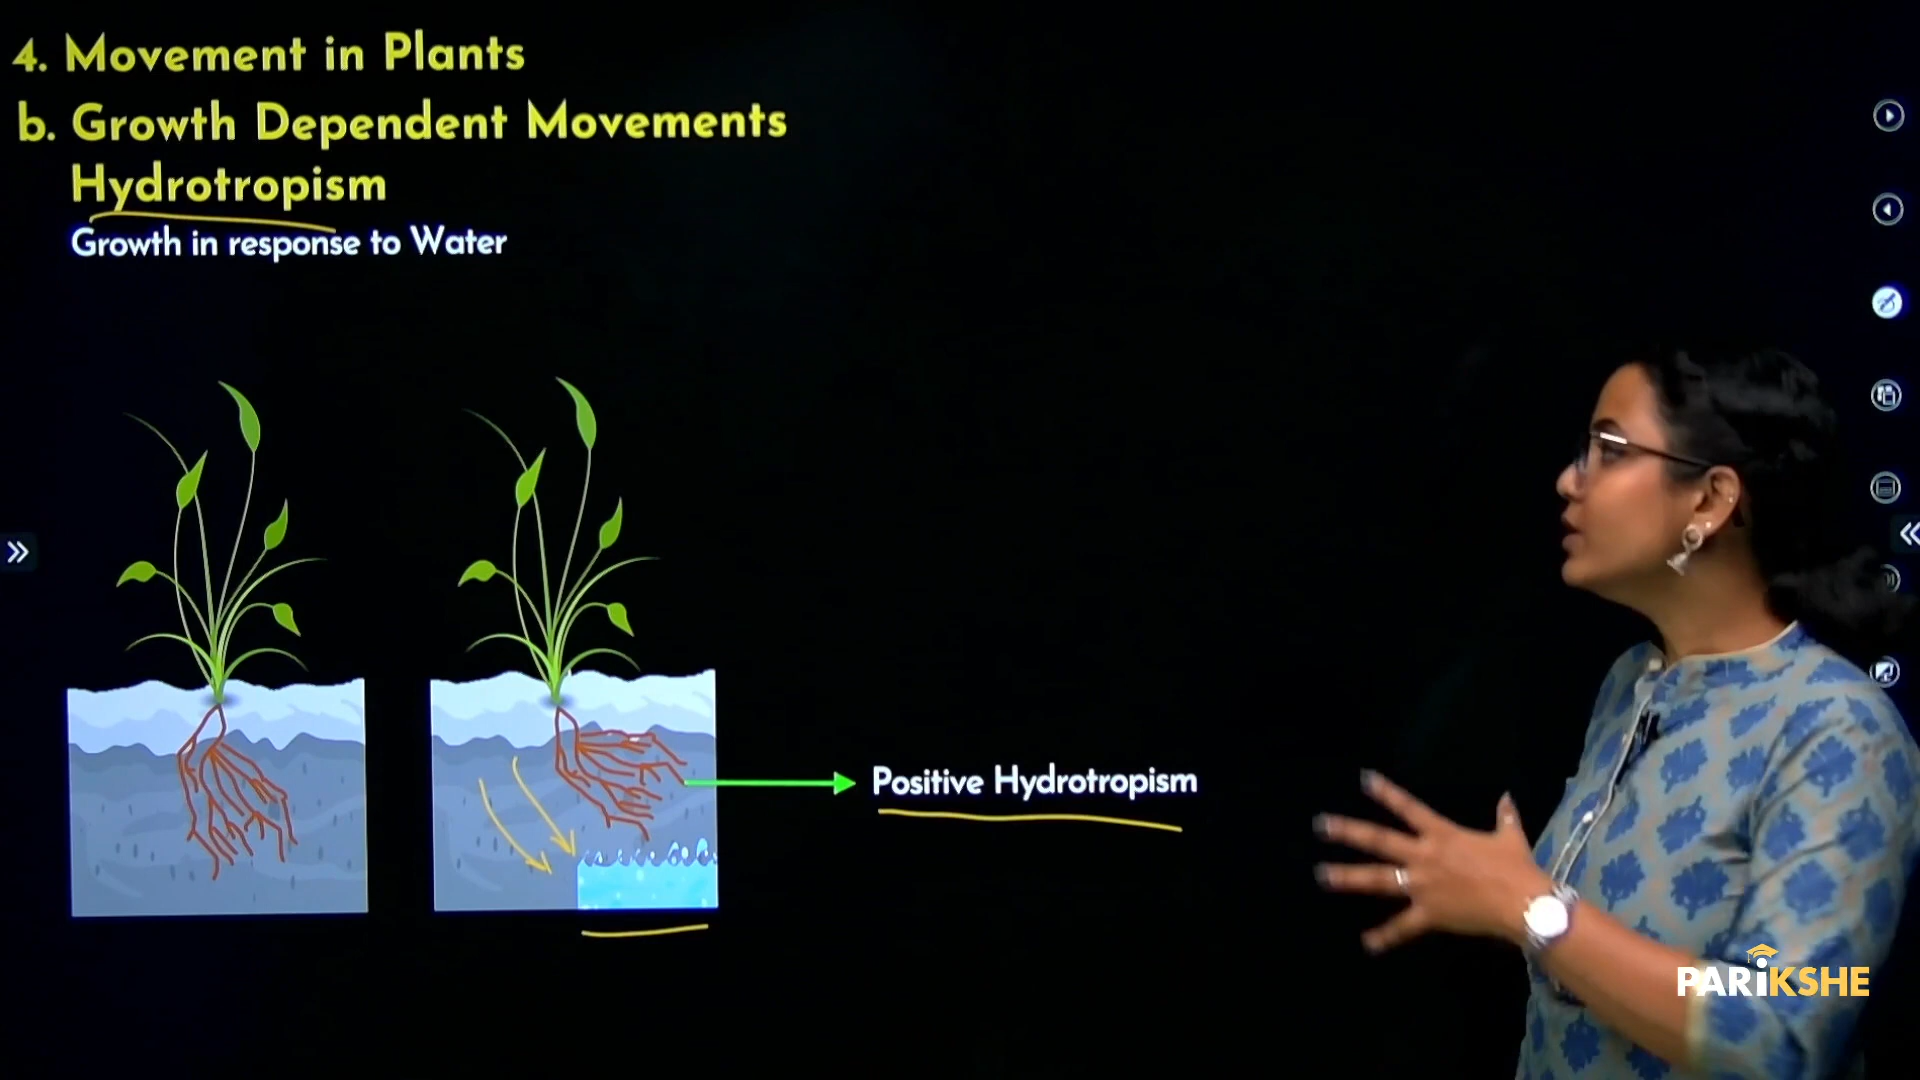 4. Movement in Plants
b. Growth Dependent Movements
Hydrotropism
Growth in response to Water
Positive Hydrotropism
PARiKSHE